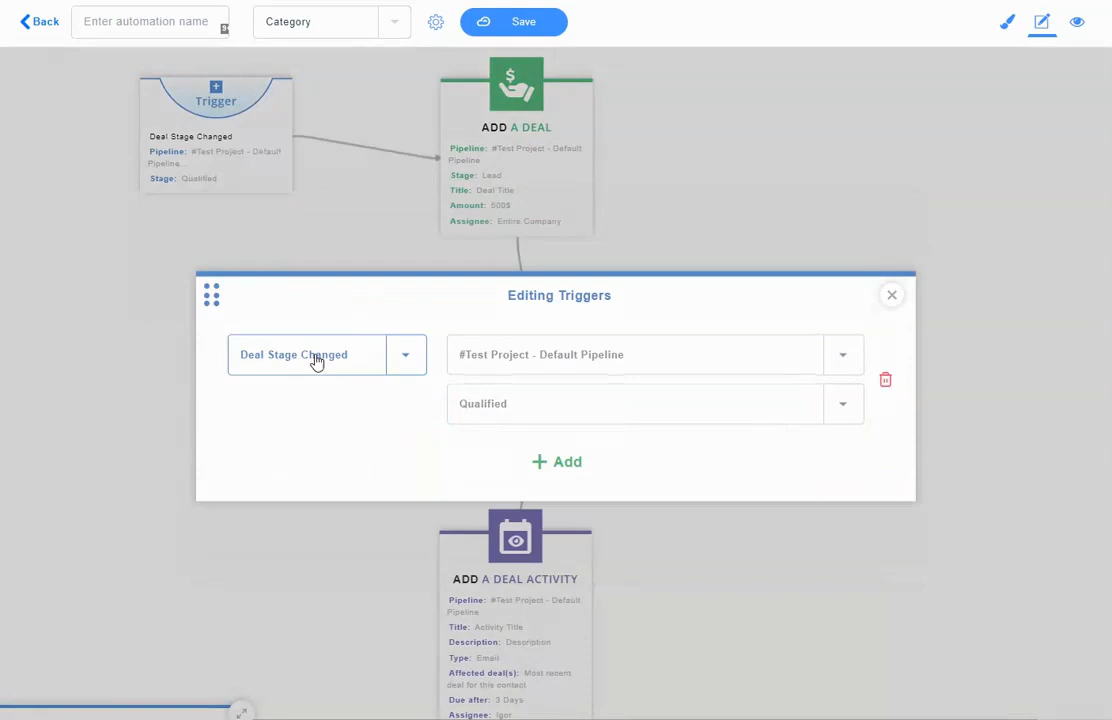 Back
Enter automation name
Category
Save
Trigger
Deal Stage Changed
Pipeline: #Test Project - Default
Pipeline...
Stage: Qualified
ADD A DEAL
Pipeline: #Test Project - Default
Pipeline
Stage: Lead
Title: Deal Title
Amount: 500$
Assignee: Entire Company
Editing Triggers
Deal Stage Changed
#Test Project - Default Pipeline
Qualified
+ Add
ADD A DEAL ACTIVITY
Pipeline: #Test Project - Default
Pipeline
Title: Activity Title
Description: Description
Type: Email
Affected deal(s): Most recent
deal for this contact
Due after: 3 Days
Assignee: Igor